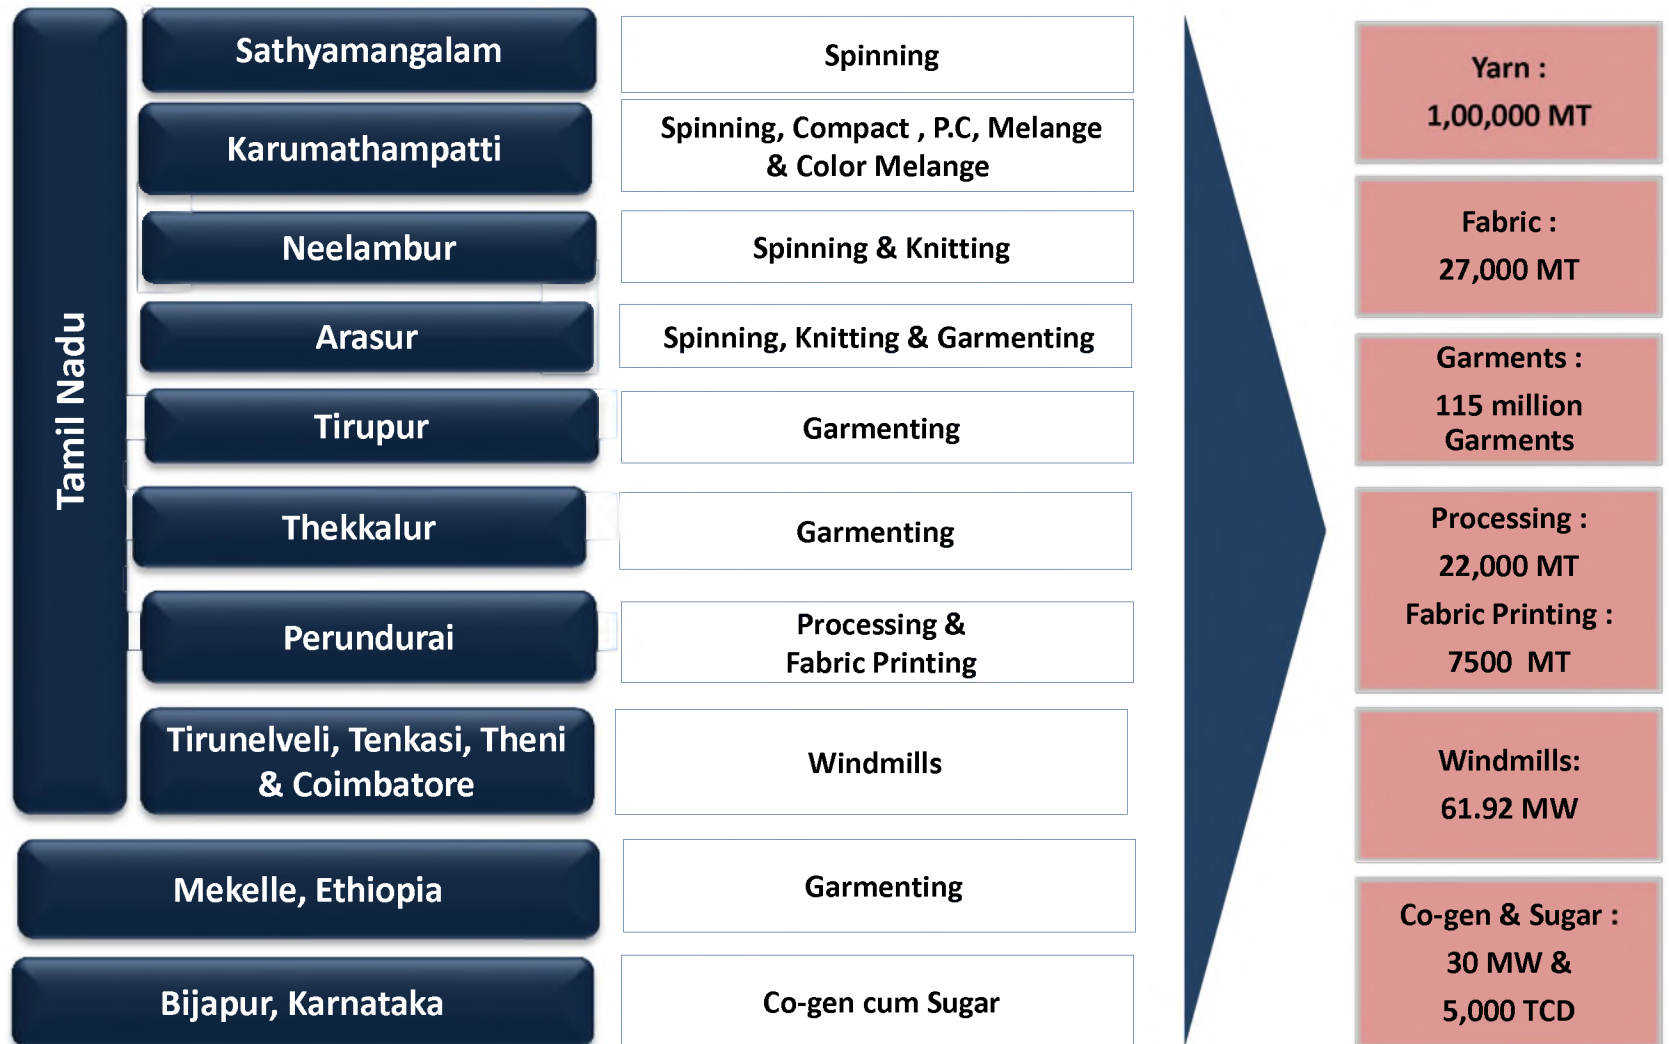 Tamil Nadu
Sathyamangalam
Spinning
Karumathampatti
Spinning, Compact , P.C, Melange
& Color Melange
Neelambur
Spinning & Knitting
Arasur
Spinning, Knitting & Garmenting
Tirupur
Garmenting
Thekkalur
Garmenting
Perundurai
Processing &
Fabric Printing
Tirunelveli, Tenkasi, Theni
& Coimbatore
Windmills
Mekelle, Ethiopia
Garmenting
Bijapur, Karnataka
Co-gen cum Sugar
Yarn :
1,00,000 MT
Fabric :
27,000 MT
Garments :
115 million
Garments
Processing :
22,000 MT
Fabric Printing :
7500 MT
Windmills:
61.92 MW
Co-gen & Sugar :
30 MW &
5,000 TCD